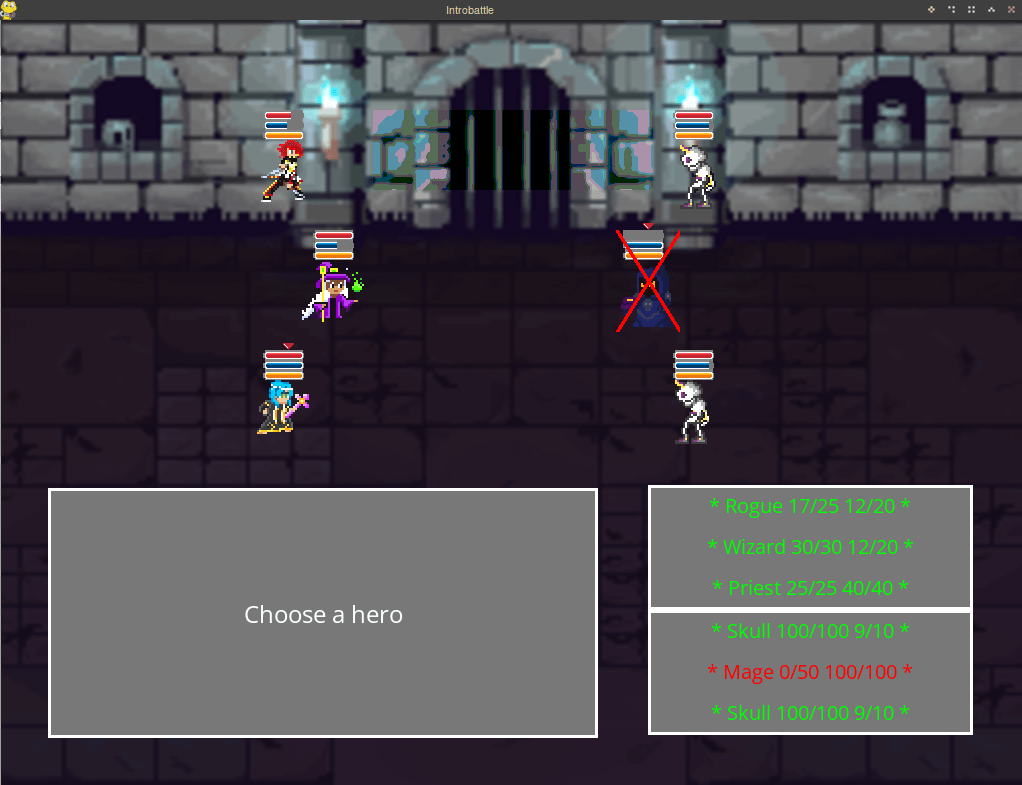 Introbattle
Choose a hero
* Rogue 17/25 12/20 *
* Wizard 30/30 12/20 *
* Priest 25/25 40/40 *
* Skull 100/100 9/10 *
* Mage 0/50 100/100 *
* Skull 100/100 9/10 *